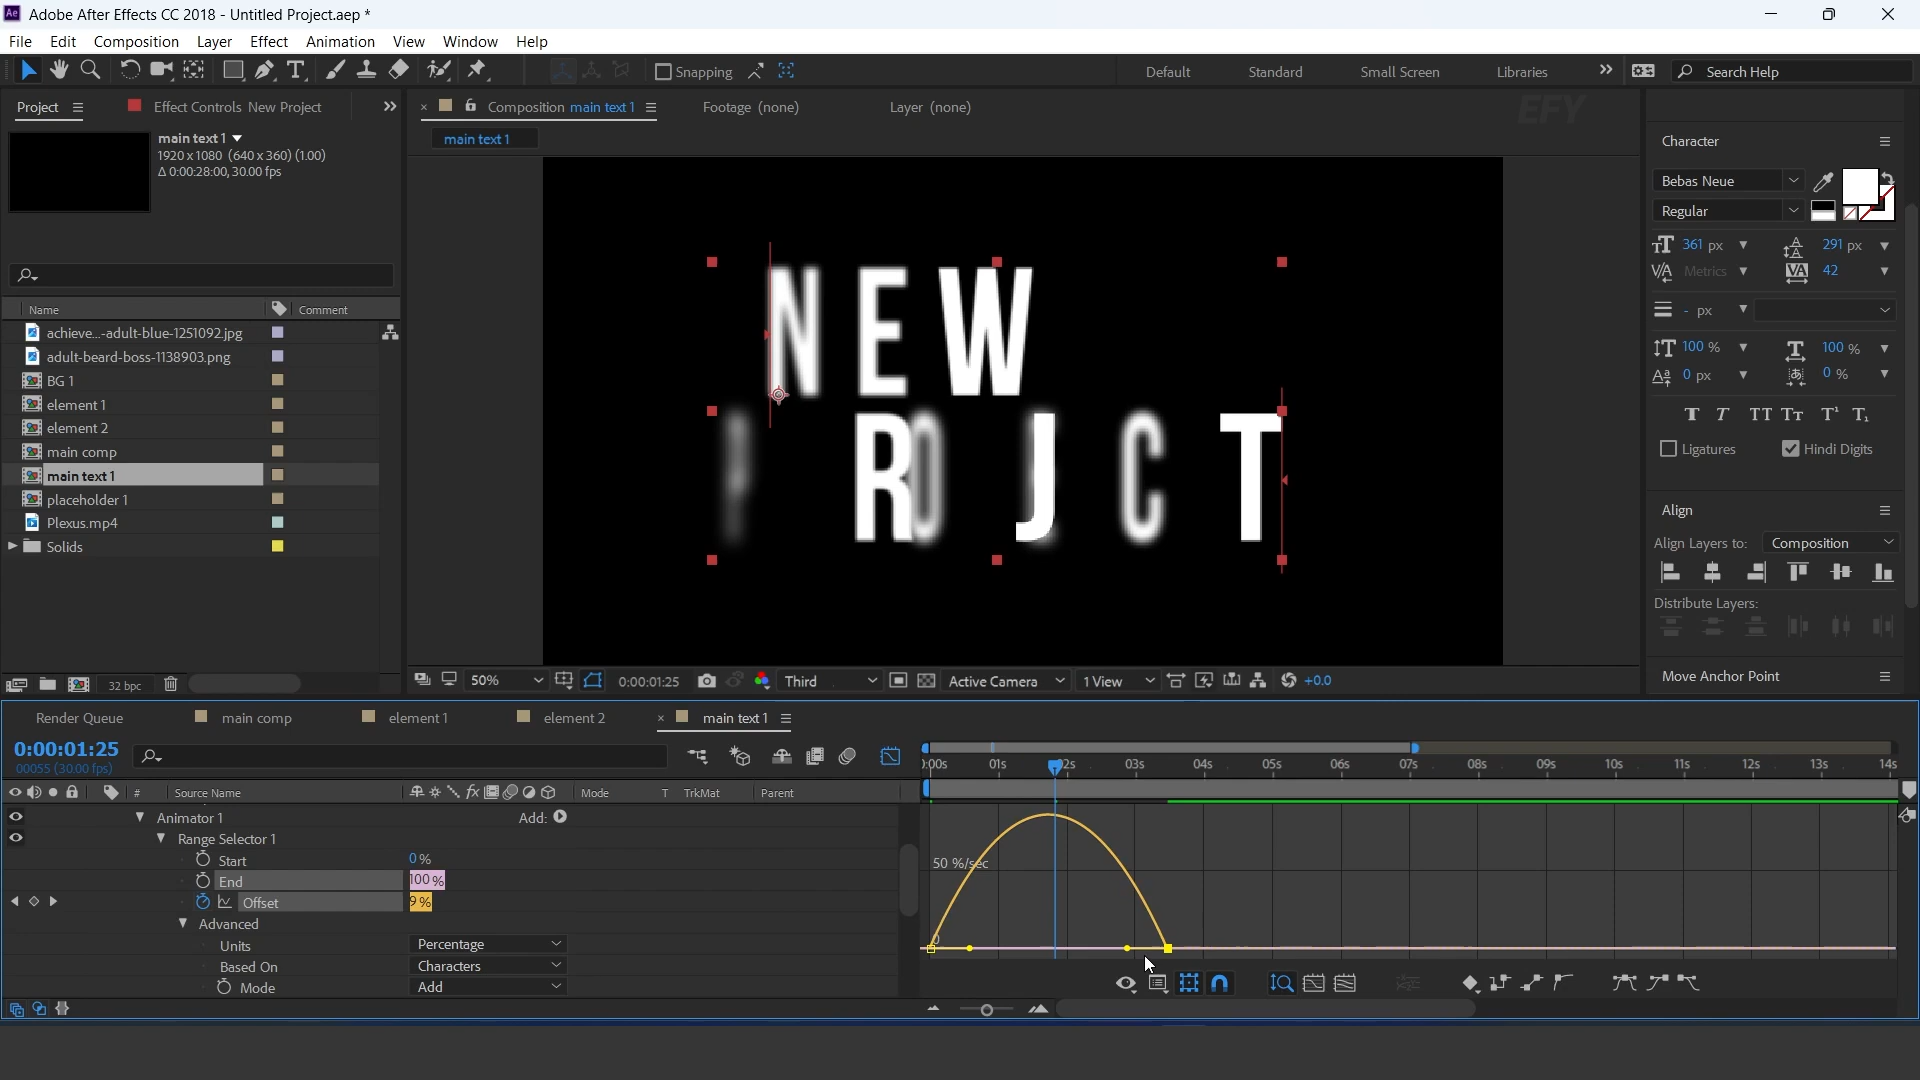 Ae Adobe After Effects CC 2018 - Untitled Project.aep *
File Edit Composition Layer Effect Animation View Window Help
Snapping Default Standard Small Screen Libraries Search Help
Project Effect Controls New Project Composition main text 1 Footage (none) Layer (none) EFY
main text 1
1920 x 1080 (640 x 360) (1.00)
Δ 0:00:28:00, 30.00 fps
main text 1
Name Comment
achieve...-adult-blue-1251092.jpg
adult-beard-boss-1138903.png
BG 1
element 1
element 2
main comp
main text 1
placeholder 1
Plexus.mp4
Solids
32 bpc
NEW
P R O J C T
50% 0:00:01:25 Third Active Camera 1 View +0.0
Character
Bebas Neue
Regular
361 px 291 px
Metrics 42
- px
100 % 100 %
0 px 0 %
T T TT Tt T¹ T₁
Ligatures Hindi Digits
Align
Align Layers to: Composition
Distribute Layers:
Move Anchor Point
Render Queue main comp element 1 element 2 main text 1
0:00:01:25
00055 (30.00 fps)
# Source Name Mode T TrkMat Parent
):00s 01s 02s 03s 04s 05s 06s 07s 08s 09s 10s 11s 12s 13s 14s
Animator 1 Add:
Range Selector 1
Start 0%
End 100%
Offset 9%
Advanced
Units Percentage
Based On Characters
Mode Add
50 %/sec
0